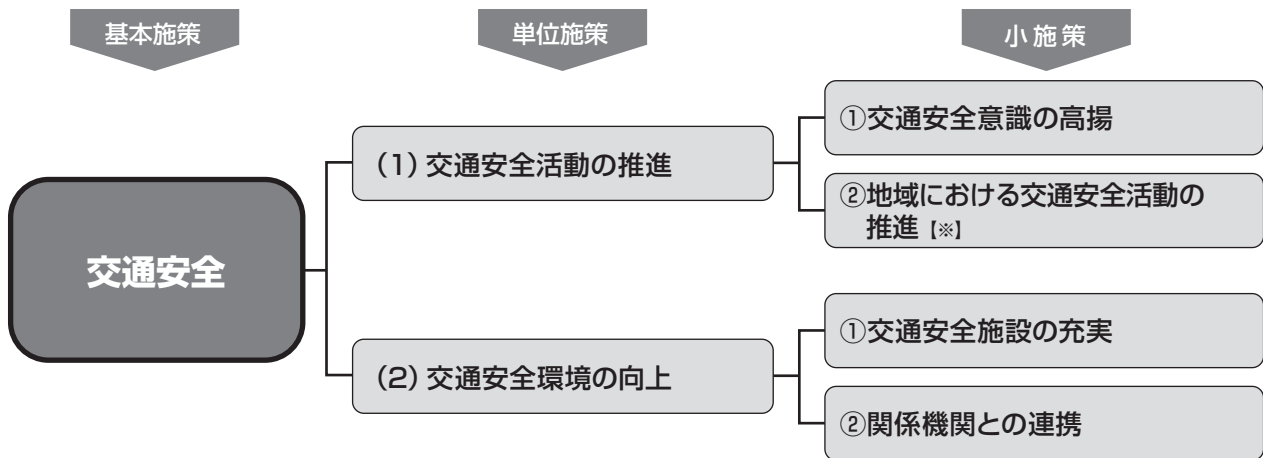 基本施策
単位施策
小施策
交通安全
(1) 交通安全活動の推進
①交通安全意識の高揚
②地域における交通安全活動の
推進【※】
(2) 交通安全環境の向上
①交通安全施設の充実
②関係機関との連携